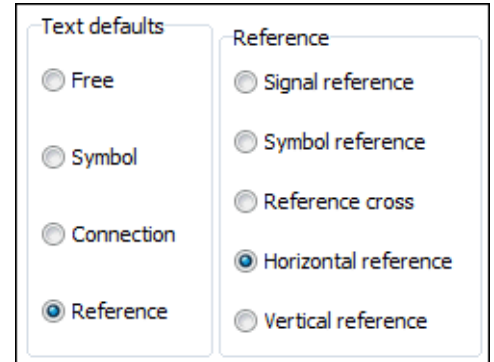 Text defaults
Free
Symbol
Connection
Reference
Reference
Signal reference
Symbol reference
Reference cross
Horizontal reference
Vertical reference